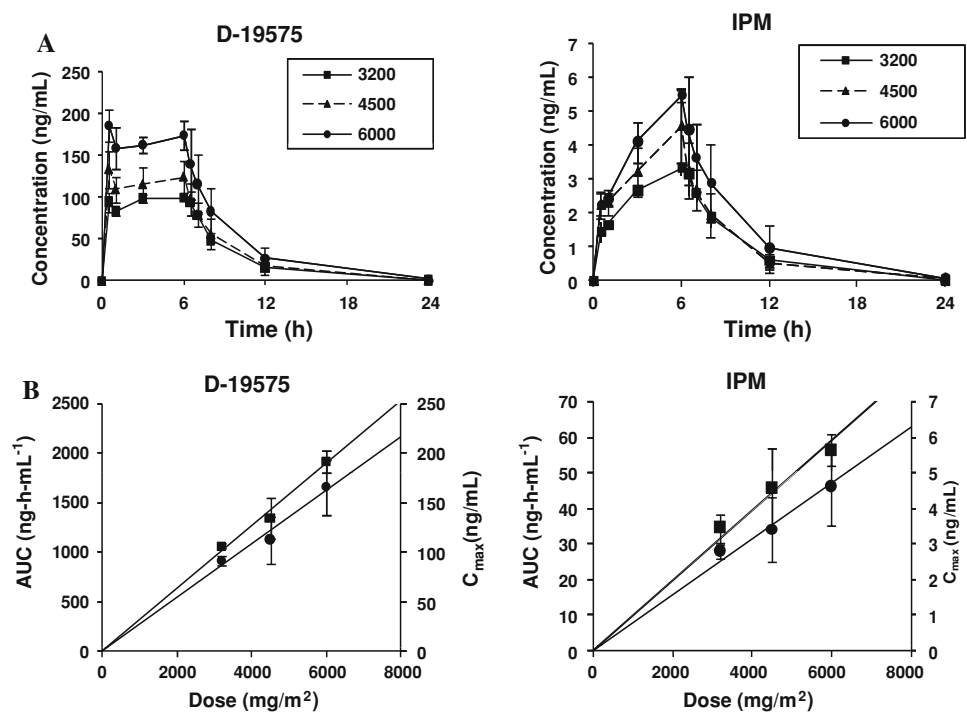 A
D-19575
Concentration (ng/mL)
250
200
150
100
50
0
0 6 12 18 24
Time (h)
3200
4500
6000
IPM
Concentration (ng/mL)
7
6
5
4
3
2
1
0
0 6 12 18 24
Time (h)
3200
4500
6000
B
D-19575
AUC (ng-h-mL⁻¹)
2500
2000
1500
1000
500
0
0 2000 4000 6000 8000
Dose (mg/m²)
250
200
150
100
50
0
Cmax(ng/mL)
IPM
AUC (ng-h-mL⁻¹)
70
60
50
40
30
20
10
0
0 2000 4000 6000 8000
Dose (mg/m²)
7
6
5
4
3
2
1
0
Cmax(ng/mL)